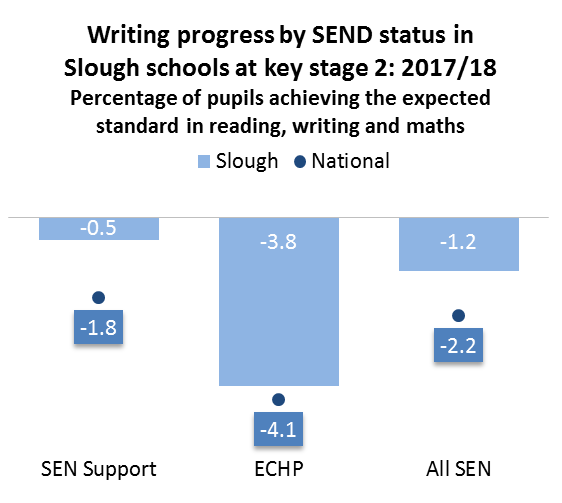 Writing progress by SEND status in
Slough schools at key stage 2: 2017/18
Percentage of pupils achieving the expected
standard in reading, writing and maths
Slough National
-0.5 -3.8 -1.2
-1.8 -2.2
-4.1
SEN Support ECHP All SEN